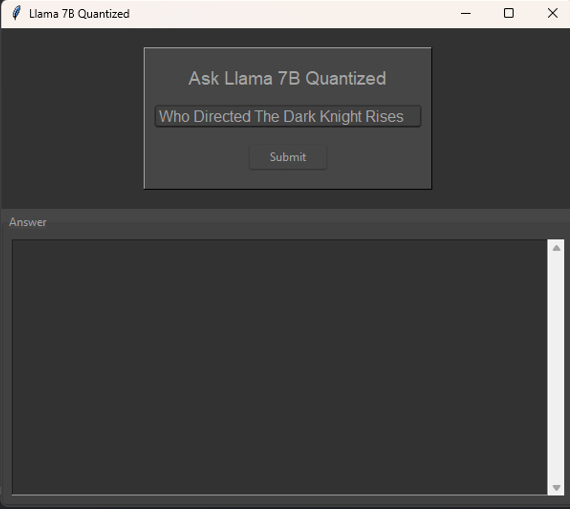 Llama 7B Quantized
Ask Llama 7B Quantized
Who Directed The Dark Knight Rises
Submit
Answer